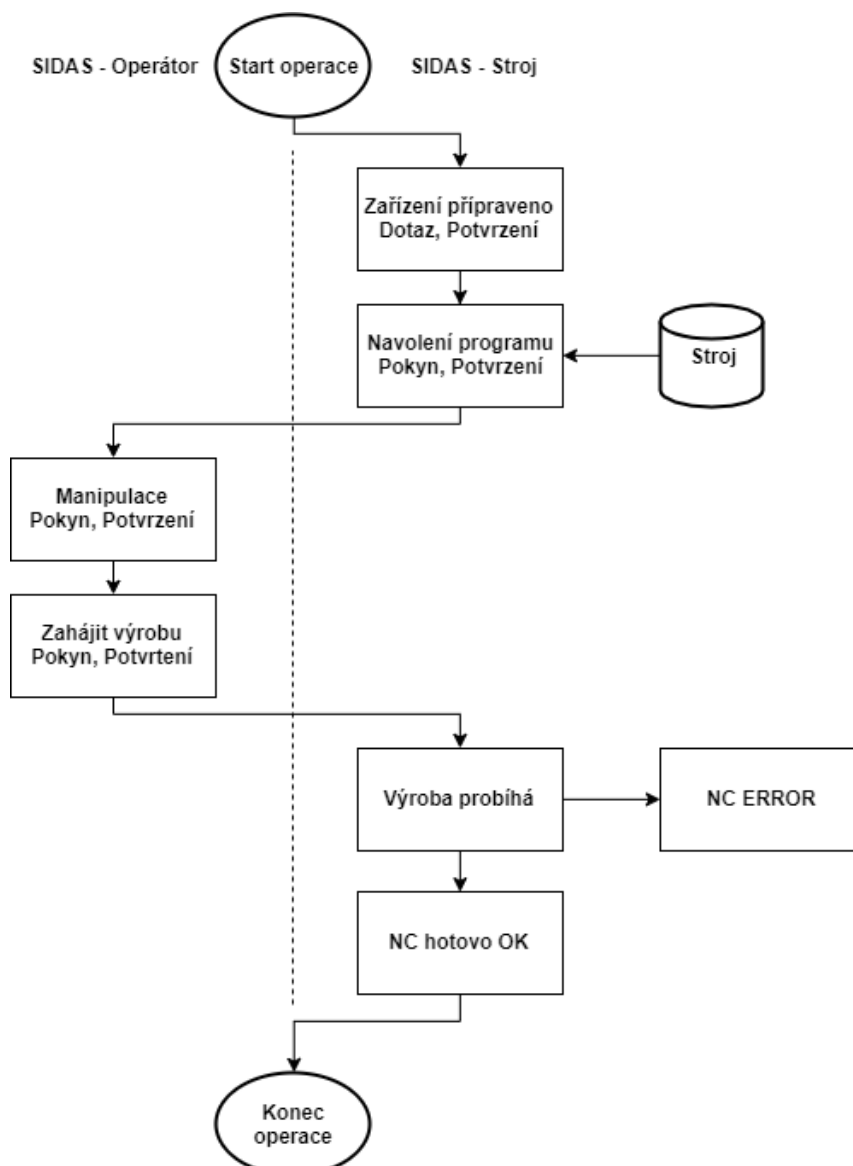 SIDAS - Operátor
Start operace
SIDAS - Stroj
Zařízení přípraveno
Dotaz, Potvrzení
Navolení programu
Pokyn, Potvrzení
Stroj
Manipulace
Pokyn, Potvrzení
Zahájit výrobu
Pokyn, Potvrtení
Výroba probíhá
NC ERROR
NC hotovo OK
Konec
operace